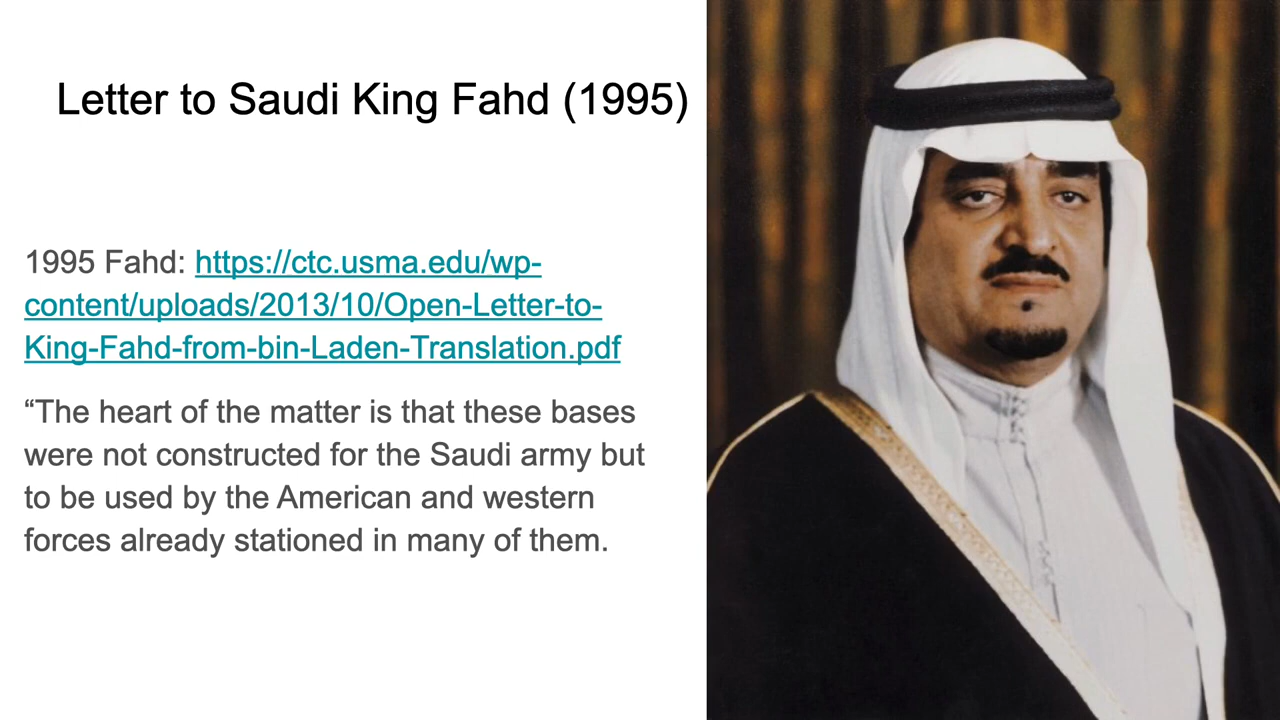 Letter to Saudi King Fahd (1995)
1995 Fahd: https://ctc.usma.edu/wp-
content/uploads/2013/10/Open-Letter-to-
King-Fahd-from-bin-Laden-Translation.pdf
“The heart of the matter is that these bases
were not constructed for the Saudi army but
to be used by the American and western
forces already stationed in many of them.